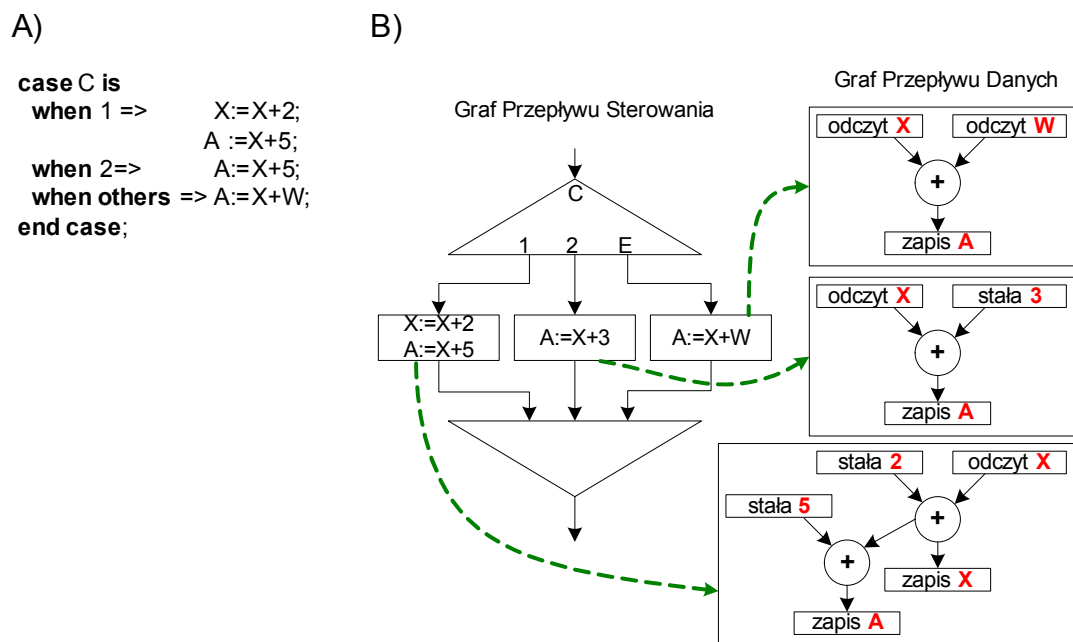 A)
case C is
when 1 => X:=X+2;
A :=X+5;
when 2=> A:=X+5;
when others => A:=X+W;
end case;
B)
Graf Przepływu Sterowania
C
1 2 E
X:=X+2
A:=X+5
A:=X+3
A:=X+W
Graf Przepływu Danych
odczyt X
odczyt W
+
zapis A
odczyt X
stała 3
+
zapis A
stała 2
odczyt X
stała 5
+
+
zapis X
zapis A